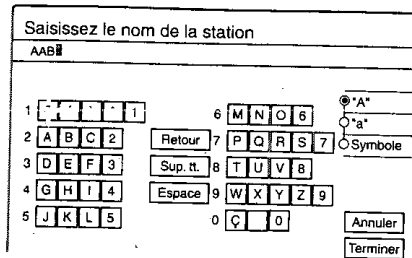 Saisissez le nom de la station
AAB
1 1
2 A B C 2
3 D E F 3
4 G H I 4
5 J K L 5
Retour
Sup. tt.
Espace
6 M N O 6
7 P Q R S 7
8 T U V 8
9 W X Y Z 9
0 Ç 0
"A"
"a"
Symbole
Annuler
Terminer